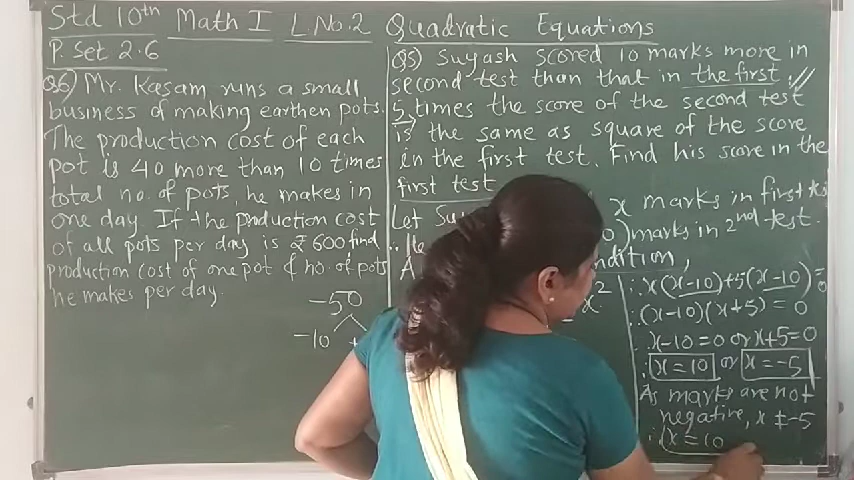 Std 10th Math I L No.2 Quadratic Equations
P. Set 2.6
Q6) Mr. Kasam runs a small
business of making earthen pots.
The production cost of each
pot is 40 more than 10 times
total no. of pots, he makes in
one day. If the production cost
of all pots per day is ₹600 find
production cost of one pot & no. of pots
he makes per day.
-50
-10
Q5) Suyash scored 10 marks more in
second test than that in the first.
5 times the score of the second test
is the same as square of the score
in the first test. Find his score in the
first test
Let x marks in first
marks in 2nd test.
condition,
x²
∴ x(x-10)+5(x-10)=0
∴ (x-10)(x+5) = 0
∴ x-10=0 or x+5=0
∴ x=10 or x=-5
As marks are not
negative, x ≠ -5
∴ x=10